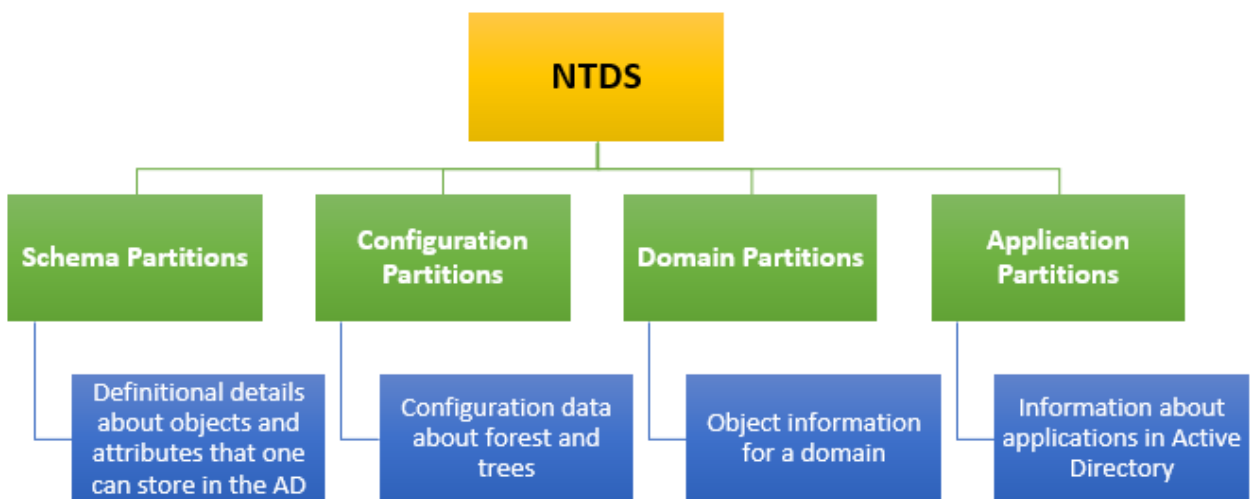 NTDS
Schema Partitions
Configuration
Partitions
Domain Partitions
Application
Partitions
Definitional details
about objects and
attributes that one
can store in the AD
Configuration data
about forest and
trees
Object information
for a domain
Information about
applications in Active
Directory